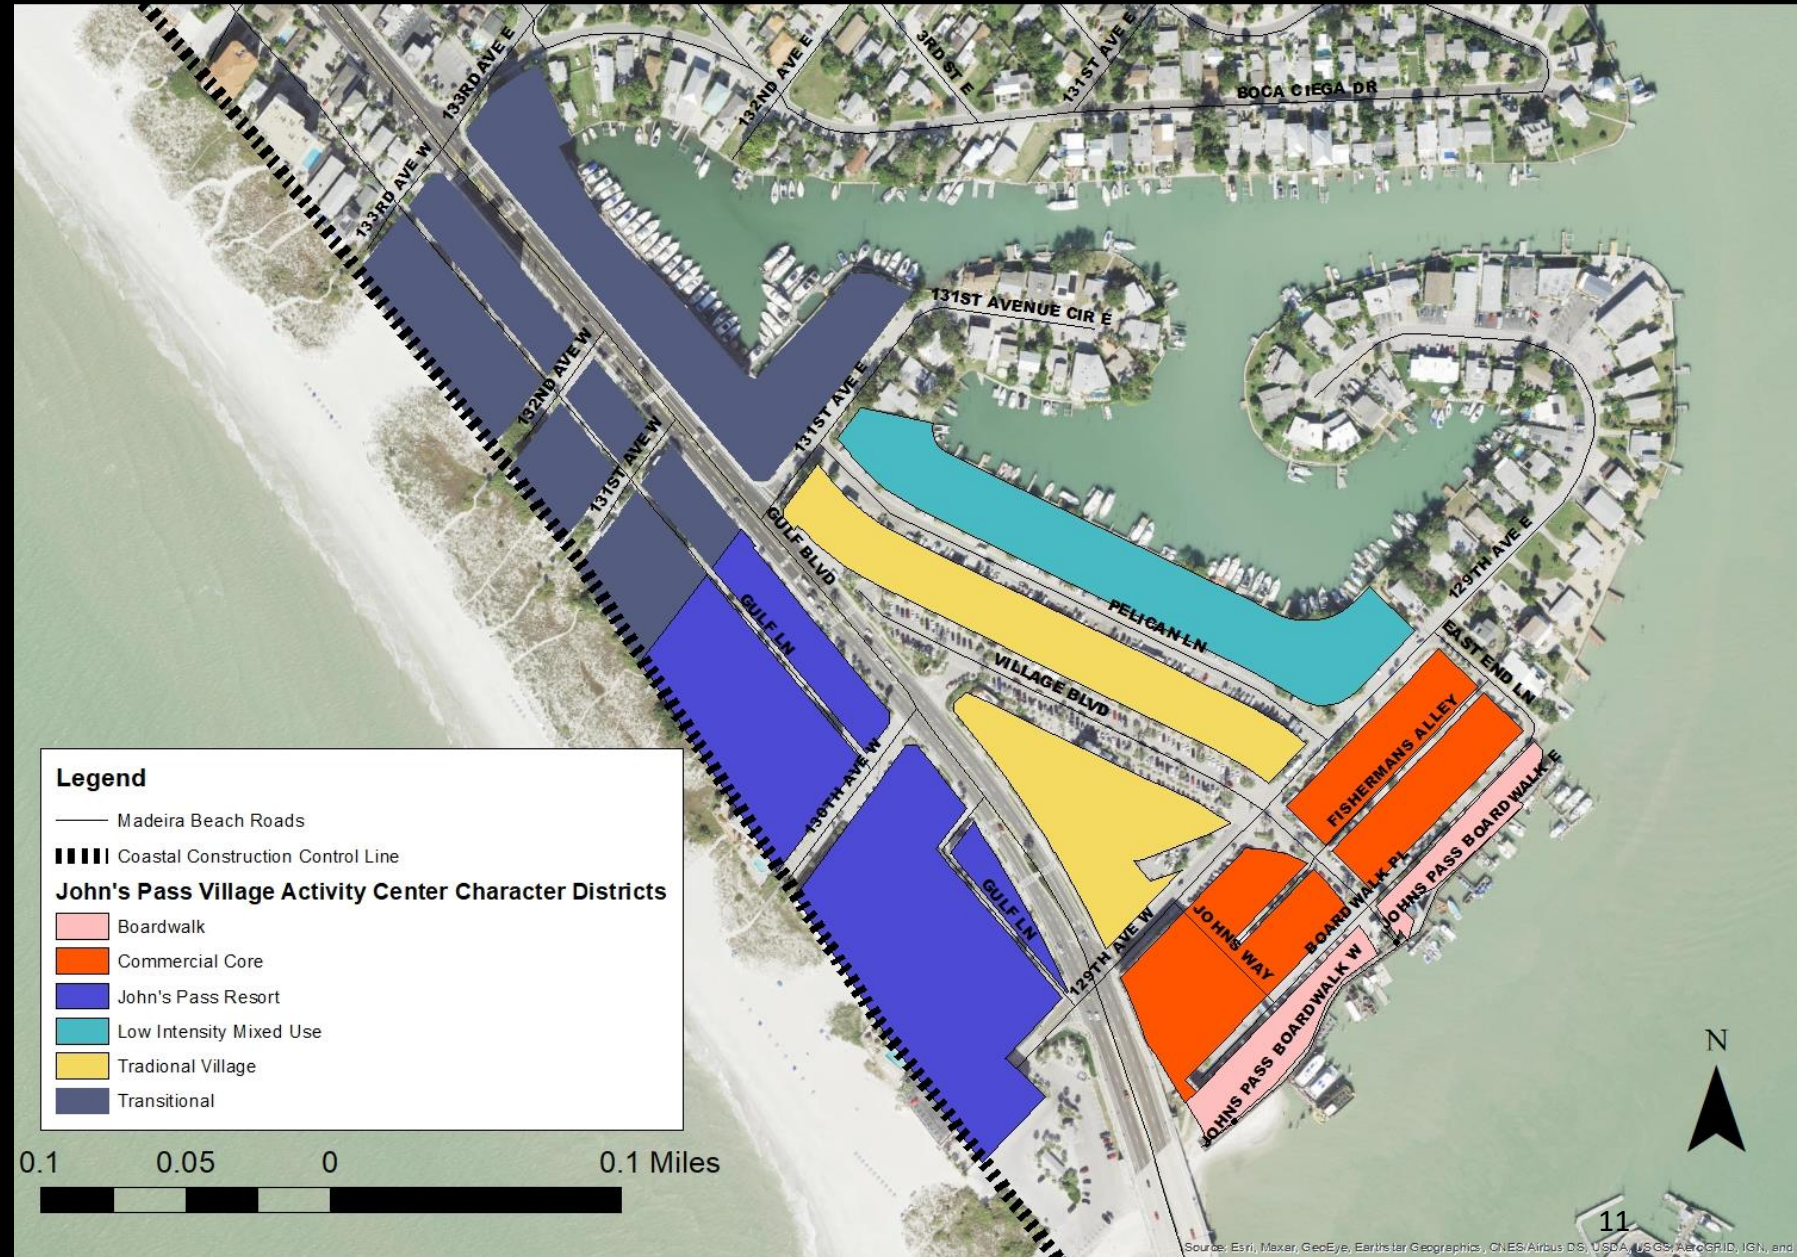 133RD AVE E
132ND AVE E
3RD ST E
131ST AVE E
BOCA CIEGA DR
133RD AVE W
131ST AVENUE CIR E
132ND AVE W
131ST AVE E
131ST AVE W
GULF BLVD
129TH AVE E
GULF LN
PELICAN LN
EAST END LN
VILLAGE BLVD
FISHERMANS ALLEY
130TH AVE W
JOHNS PASS BOARDWALK E
GULF LN
129TH AVE W
JOHNS WAY
BOARDWALK PL
JOHNS PASS BOARDWALK W
Legend
Madeira Beach Roads
Coastal Construction Control Line
John's Pass Village Activity Center Character Districts
Boardwalk
Commercial Core
John's Pass Resort
Low Intensity Mixed Use
Tradional Village
Transitional
0.1 0.05 0 0.1 Miles
N
11
Source: Esri, Maxar, GeoEye, Earthstar Geographics, CNES/Airbus DS, USDA, USGS, AeroGRID, IGN, and